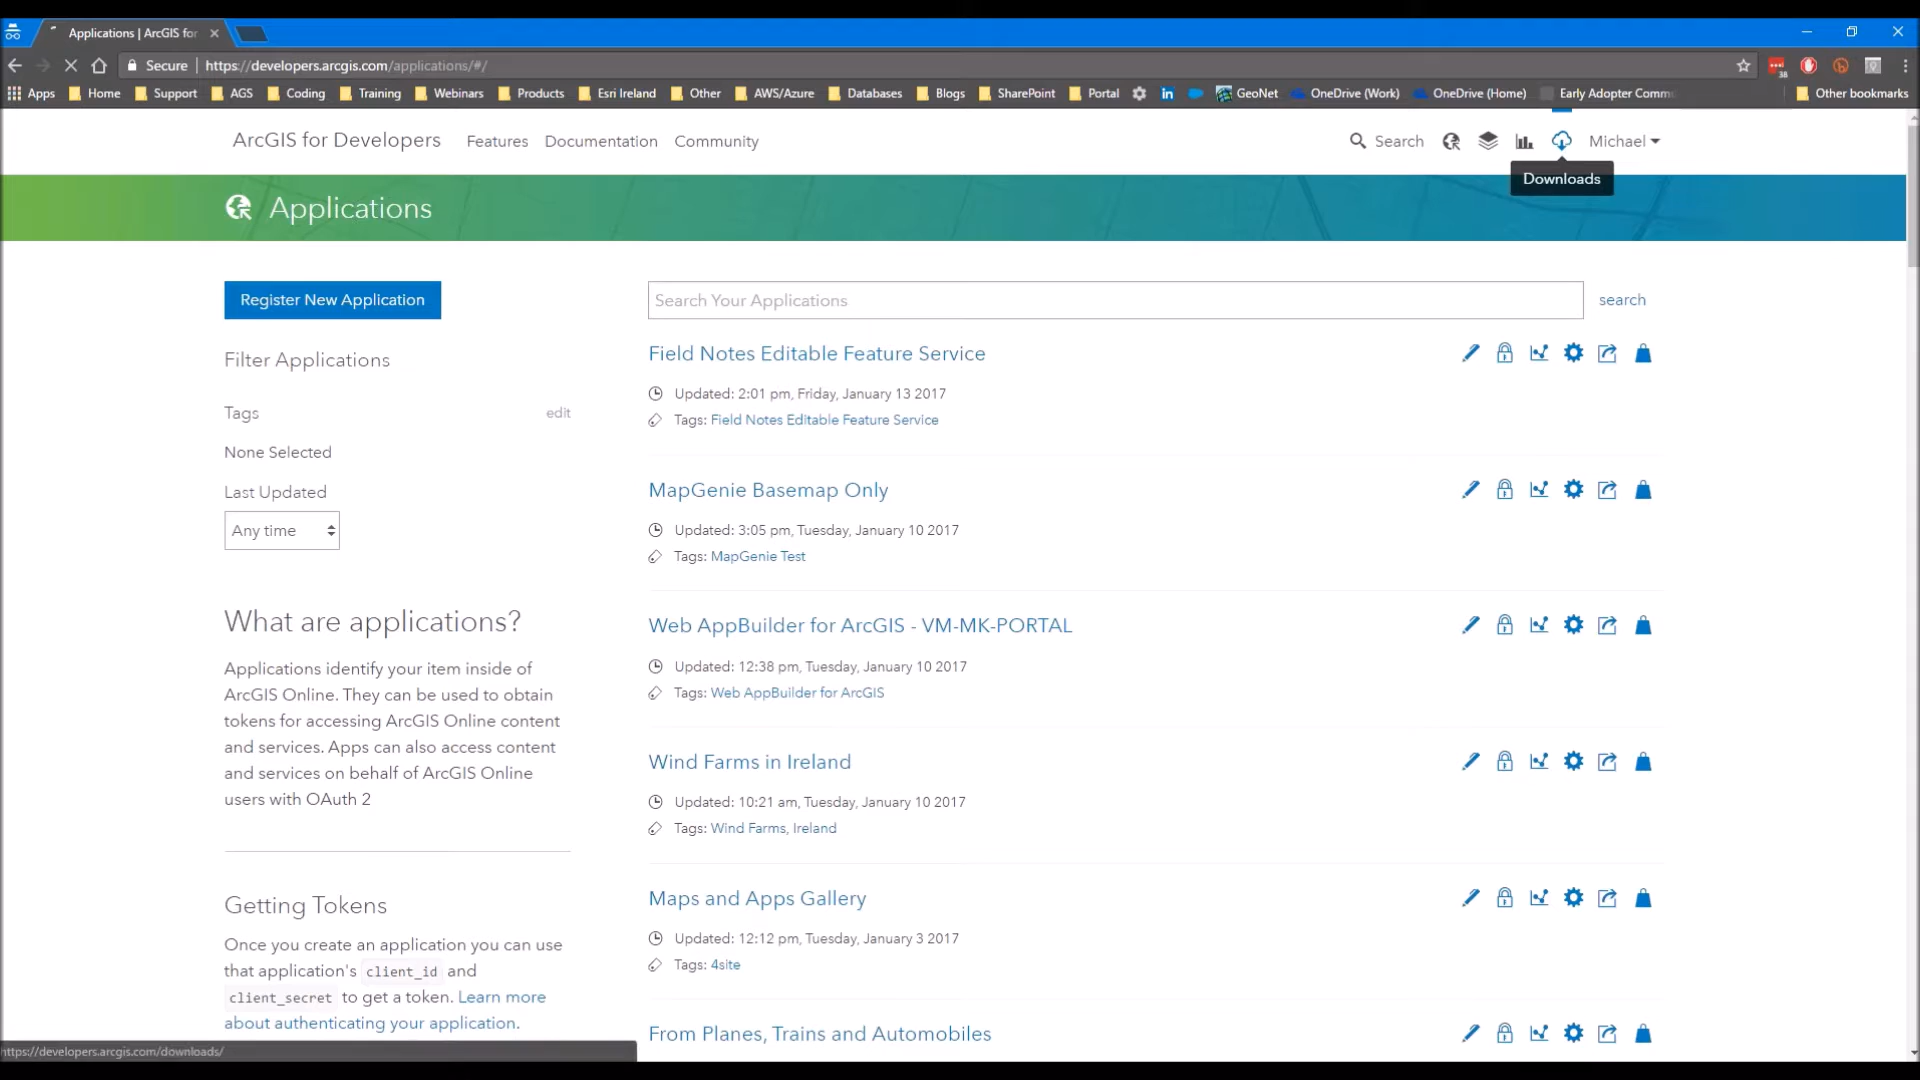 Applications | ArcGIS for
Secure | https://developers.arcgis.com/applications/#/
Apps Home Support AGS Coding Training Webinars Products Esri Ireland Other AWS/Azure Databases Blogs SharePoint Portal GeoNet OneDrive (Work) OneDrive (Home) Early Adopter Comm Other bookmarks
ArcGIS for Developers Features Documentation Community Search Michael
Downloads
Applications
Register New Application
Search Your Applications search
Filter Applications
Tags edit
None Selected
Last Updated
Any time
What are applications?
Applications identify your item inside of
ArcGIS Online. They can be used to obtain
tokens for accessing ArcGIS Online content
and services. Apps can also access content
and services on behalf of ArcGIS Online
users with OAuth 2
Getting Tokens
Once you create an application you can use
that application's client_id and
client_secret to get a token. Learn more
about authenticating your application.
Field Notes Editable Feature Service
Updated: 2:01 pm, Friday, January 13 2017
Tags: Field Notes Editable Feature Service
MapGenie Basemap Only
Updated: 3:05 pm, Tuesday, January 10 2017
Tags: MapGenie Test
Web AppBuilder for ArcGIS - VM-MK-PORTAL
Updated: 12:38 pm, Tuesday, January 10 2017
Tags: Web AppBuilder for ArcGIS
Wind Farms in Ireland
Updated: 10:21 am, Tuesday, January 10 2017
Tags: Wind Farms, Ireland
Maps and Apps Gallery
Updated: 12:12 pm, Tuesday, January 3 2017
Tags: 4site
From Planes, Trains and Automobiles
https://developers.arcgis.com/downloads/